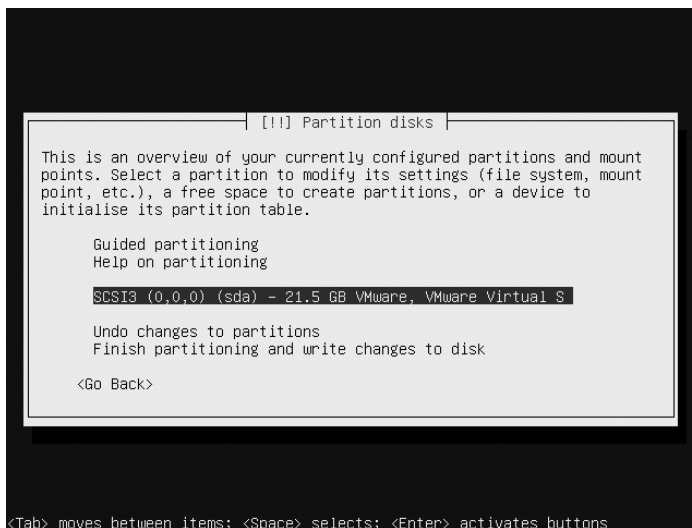 [!!] Partition disks
This is an overview of your currently configured partitions and mount
points. Select a partition to modify its settings (file system, mount
point, etc.), a free space to create partitions, or a device to
initialise its partition table.
Guided partitioning
Help on partitioning
SCSI3 (0,0,0) (sda) - 21.5 GB VMware, VMware Virtual S
Undo changes to partitions
Finish partitioning and write changes to disk
<Go Back>
<Tab> moves between items; <Space> selects; <Enter> activates buttons